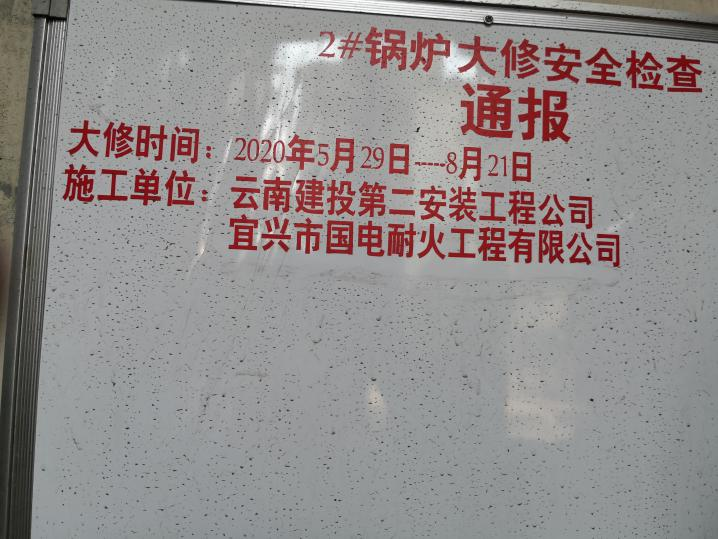 2#锅炉大修安全检查
通报
大修时间：2020年5月29日-----8月21日
施工单位：云南建投第二安装工程公司
宜兴市国电耐火工程有限公司